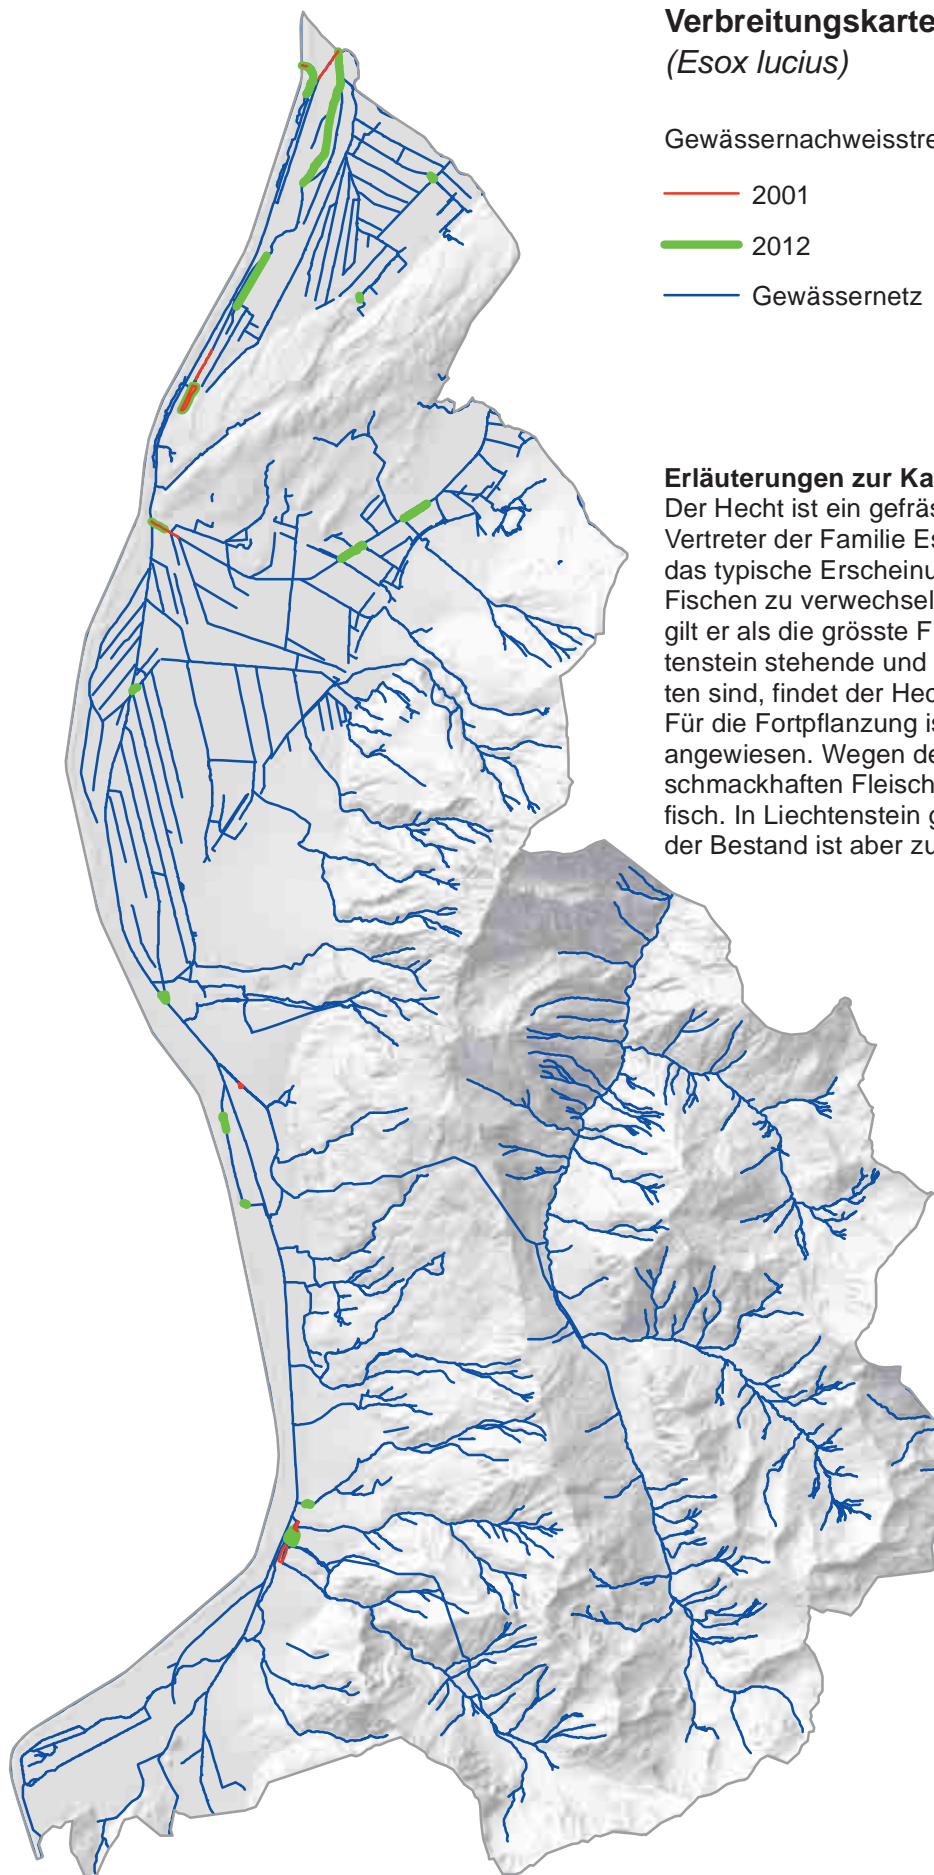 Verbreitungskarte
(Esox lucius)
Gewässernachweisstre
2001
2012
Gewässernetz
Erläuterungen zur Ka
Der Hecht ist ein gefräs
Vertreter der Familie Es
das typische Erscheinu
Fischen zu verwechsel
gilt er als die grösste F
tenstein stehende und
ten sind, findet der Hec
Für die Fortpflanzung is
angewiesen. Wegen de
schmackhaften Fleisch
fisch. In Liechtenstein g
der Bestand ist aber zu